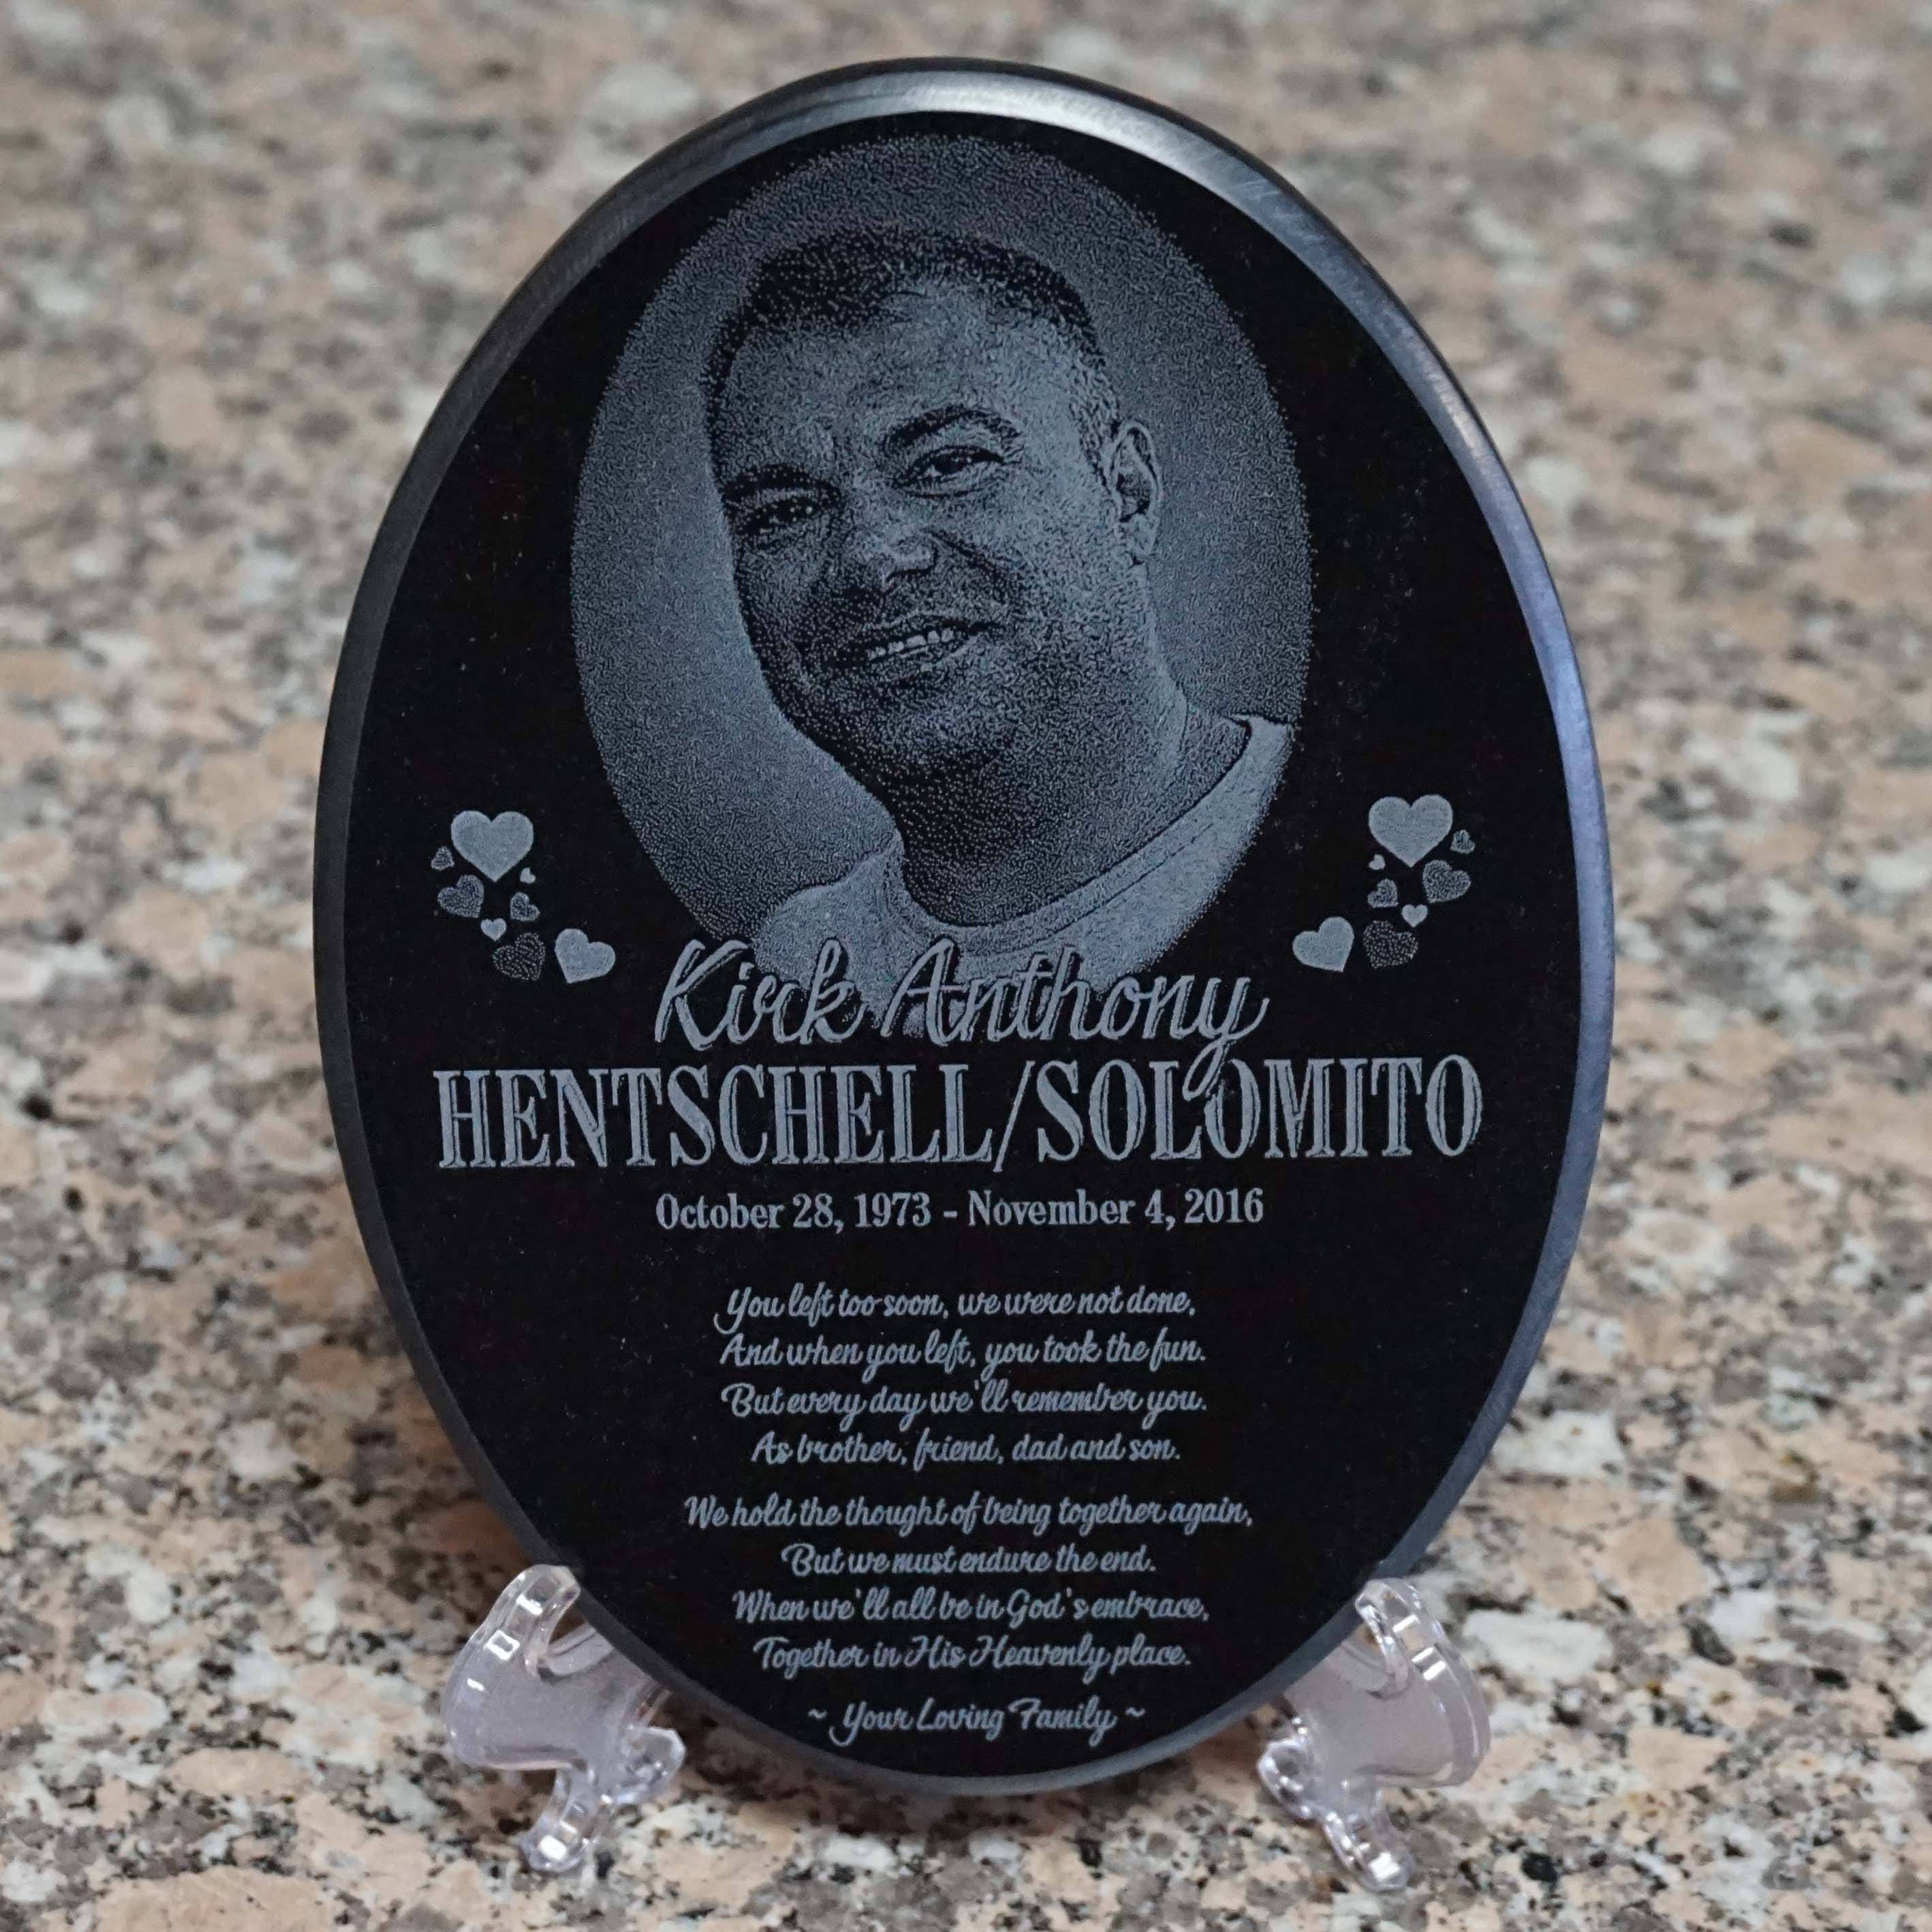 Kirk Anthony
HENTSCHELL/SOLOMITO
October 28, 1973 - November 4, 2016
You left too soon, we were not done,
And when you left, you took the fun.
But every day we'll remember you.
As brother, friend, dad and son.
We hold the thought of being together again,
But we must endure the end.
When we'll all be in God's embrace,
Together in His Heavenly place.
~ Your Loving Family ~